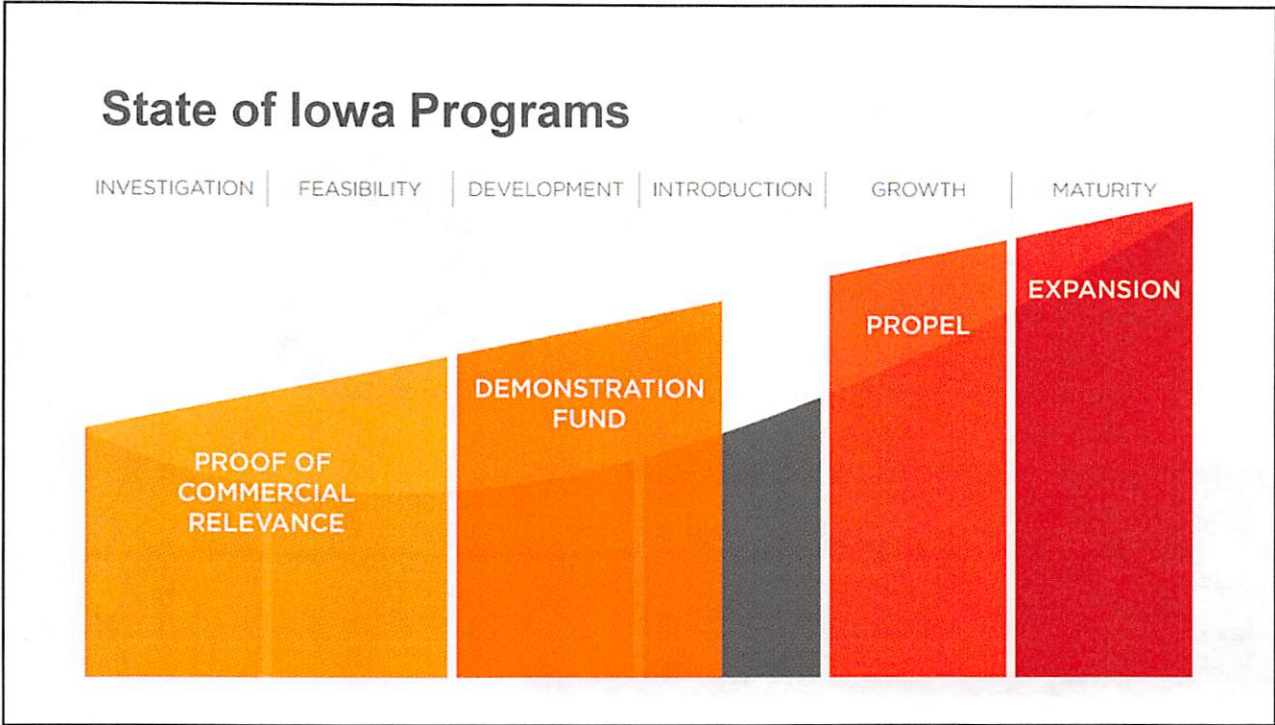 State of Iowa Programs
INVESTIGATION
FEASIBILITY
DEVELOPMENT
INTRODUCTION
GROWTH
MATURITY
PROOF OF
COMMERCIAL
RELEVANCE
DEMONSTRATION
FUND
PROPEL
EXPANSION